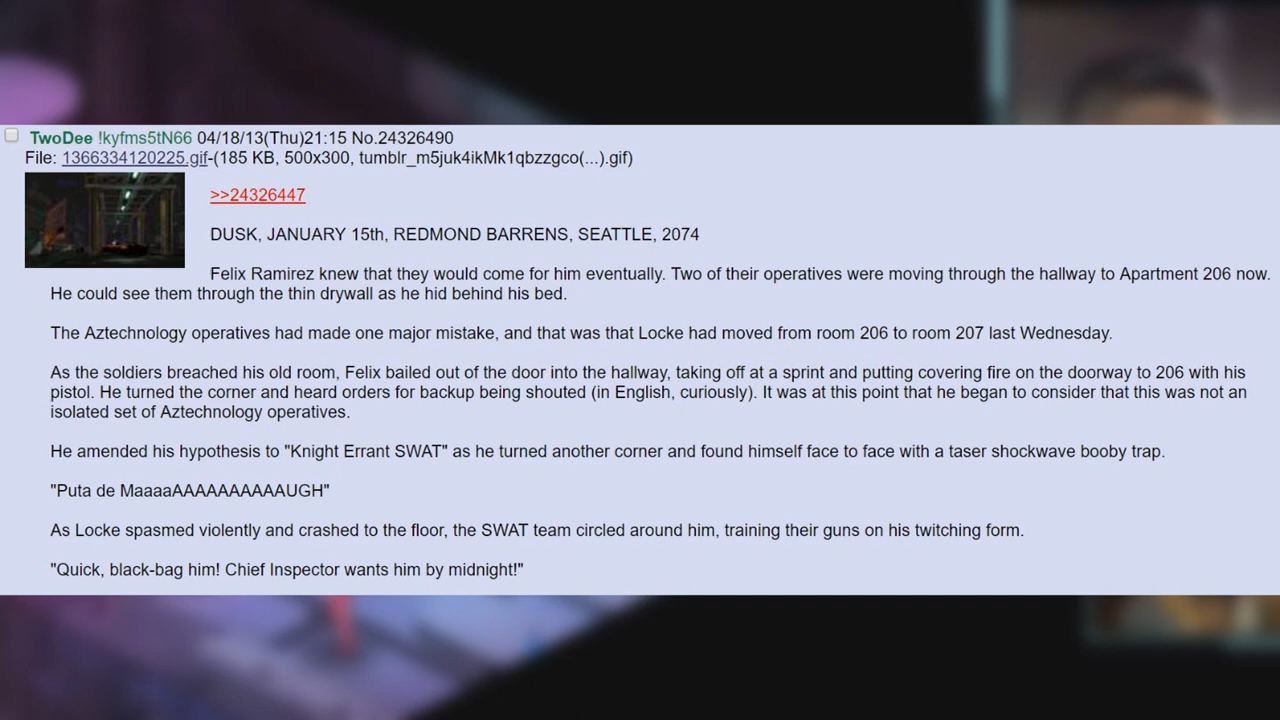 TwoDee !kyfms5tN66 04/18/13(Thu)21:15 No.24326490
File: 1366334120225.gif-(185 KB, 500x300, tumblr_m5juk4ikMk1qbzzgco(...).gif)
>>24326447
DUSK, JANUARY 15th, REDMOND BARRENS, SEATTLE, 2074
Felix Ramirez knew that they would come for him eventually. Two of their operatives were moving through the hallway to Apartment 206 now.
He could see them through the thin drywall as he hid behind his bed.
The Aztechnology operatives had made one major mistake, and that was that Locke had moved from room 206 to room 207 last Wednesday.
As the soldiers breached his old room, Felix bailed out of the door into the hallway, taking off at a sprint and putting covering fire on the doorway to 206 with his
pistol. He turned the corner and heard orders for backup being shouted (in English, curiously). It was at this point that he began to consider that this was not an
isolated set of Aztechnology operatives.
He amended his hypothesis to "Knight Errant SWAT" as he turned another corner and found himself face to face with a taser shockwave booby trap.
"Puta de MaaaaAAAAAAAAAAUGH"
As Locke spasmed violently and crashed to the floor, the SWAT team circled around him, training their guns on his twitching form.
"Quick, black-bag him! Chief Inspector wants him by midnight!"